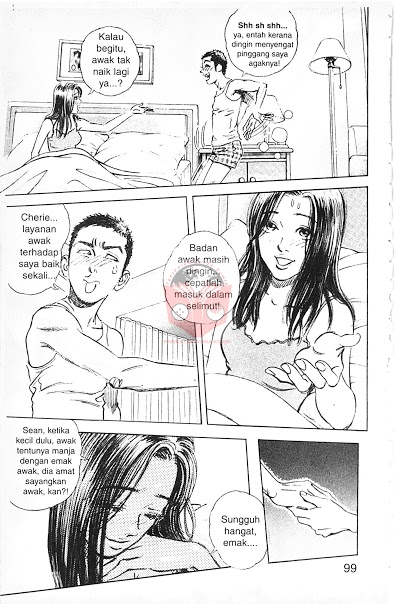 Kalau
begitu,
awak tak
naik lagi
ya...?
Shh sh shh...
ya, entah kerana
dingin menyengat
pinggang saya
agaknya!
Cherie...
layanan
awak
terhadap
saya baik
sekali...
Badan
awak masih
dingin...
cepatlah
masuk dalam
selimut!
Sean, ketika
kecil dulu, awak
tentunya manja
dengan emak
awak, dia amat
sayangkan
awak, kan?!
Sungguh
hangat,
emak....
99